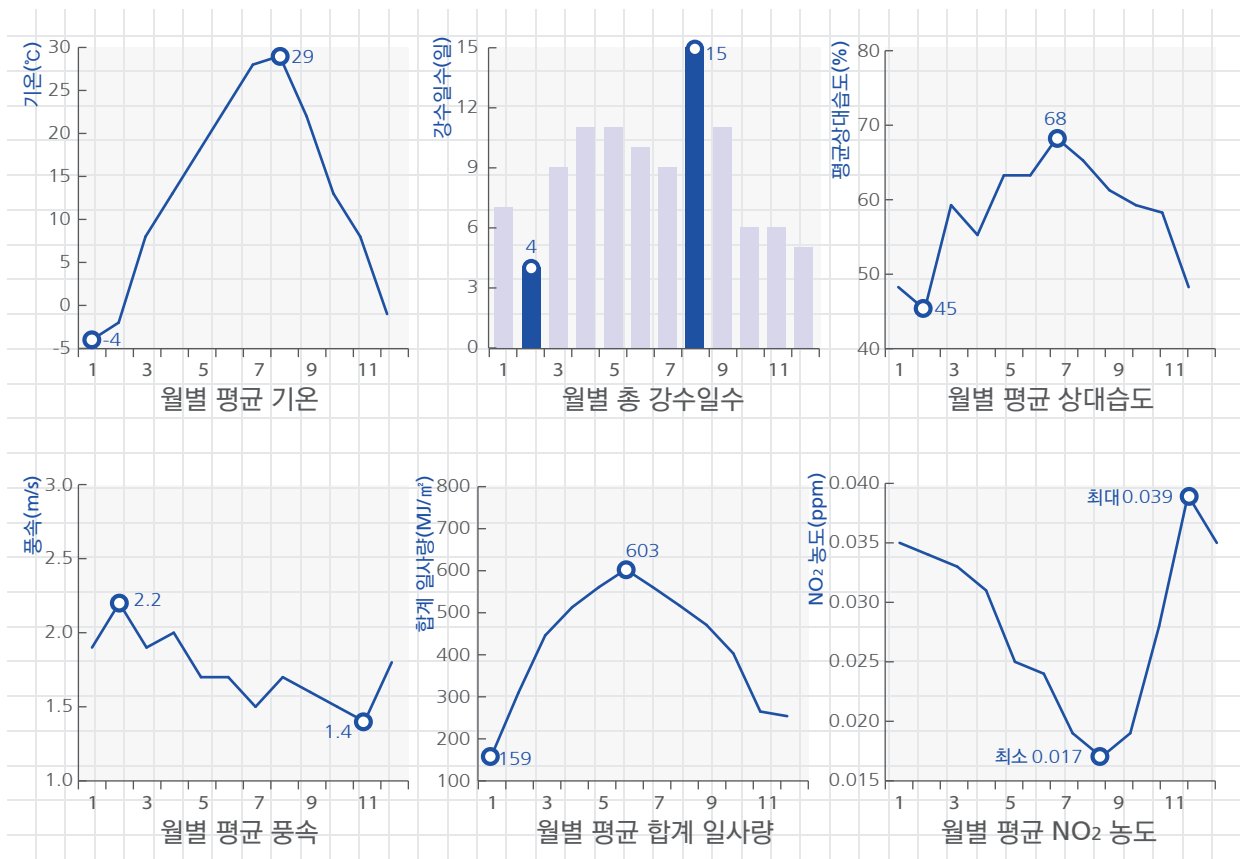 기온(℃)
30
25
20
15
10
5
0
-5
29
-4
1 3 5 7 9 11
월별 평균 기온
강수일수(일)
15
12
9
6
3
0
4
15
1 3 5 7 9 11
월별 총 강수일수
평균상대습도(%)
80
70
60
50
40
68
45
1 3 5 7 9 11
월별 평균 상대습도
풍속(m/s)
3.0
2.5
2.0
1.5
1.0
2.2
1.4
1 3 5 7 9 11
월별 평균 풍속
합계 일사량(MJ/㎡)
800
700
600
500
400
300
200
100
603
159
1 3 5 7 9 11
월별 평균 합계 일사량
NO₂ 농도(ppm)
0.040
0.035
0.030
0.025
0.020
0.015
최대 0.039
최소 0.017
1 3 5 7 9 11
월별 평균 NO₂ 농도